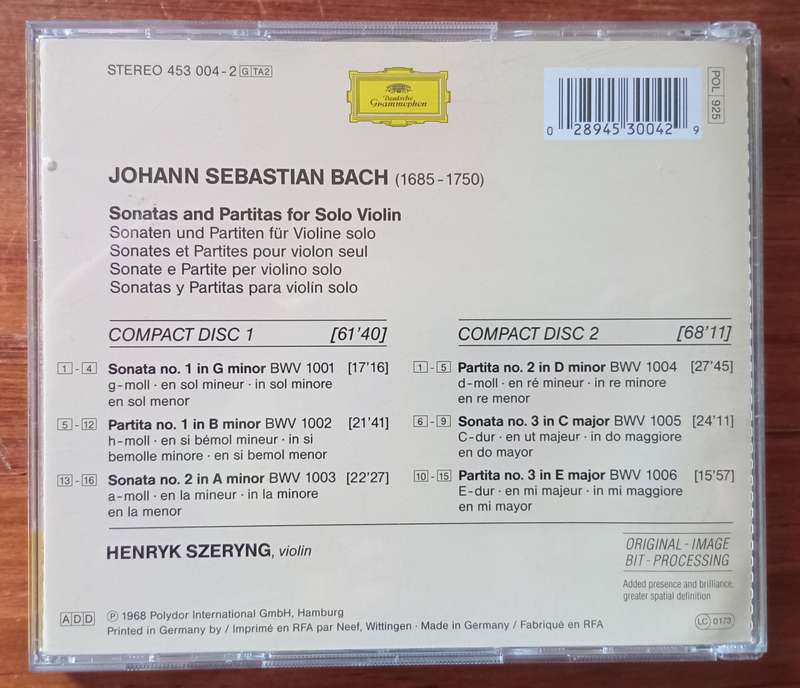 STEREO 453 004-2 G TA2
Deutsche
Grammophon
0 28945 30042 9
POL 925
JOHANN SEBASTIAN BACH (1685-1750)
Sonatas and Partitas for Solo Violin
Sonaten und Partiten für Violine solo
Sonates et Partites pour violon seul
Sonate e Partite per violino solo
Sonatas y Partitas para violín solo
COMPACT DISC 1 [61'40]
1 - 4 Sonata no. 1 in G minor BWV 1001 [17'16]
g-moll · en sol mineur · in sol minore
en sol menor
5 - 12 Partita no. 1 in B minor BWV 1002 [21'41]
h-moll · en si bémol mineur · in si
bemolle minore · en si bemol menor
13 - 16 Sonata no. 2 in A minor BWV 1003 [22'27]
a-moll · en la mineur · in la minore
en la menor
COMPACT DISC 2 [68'11]
1 - 5 Partita no. 2 in D minor BWV 1004 [27'45]
d-moll · en ré mineur · in re minore
en re menor
6 - 9 Sonata no. 3 in C major BWV 1005 [24'11]
C-dur · en ut majeur · in do maggiore
en do mayor
10 - 15 Partita no. 3 in E major BWV 1006 [15'57]
E-dur · en mi majeur · in mi maggiore
en mi mayor
HENRYK SZERYNG, violin
ORIGINAL-IMAGE
BIT-PROCESSING
Added presence and brilliance,
greater spatial definition
ADD
℗ 1968 Polydor International GmbH, Hamburg
Printed in Germany by / Imprimé en RFA par Neef, Wittingen · Made in Germany / Fabriqué en RFA
LC 0173